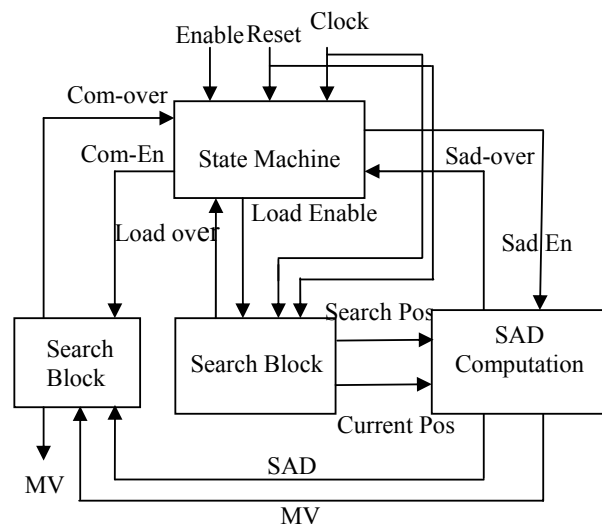 Enable Reset Clock
Com-over
State Machine
Com-En
Sad-over
Load Enable
Load over
Sad En
Search Pos
Search
Block
Search Block
SAD
Computation
Current Pos
SAD
MV
MV